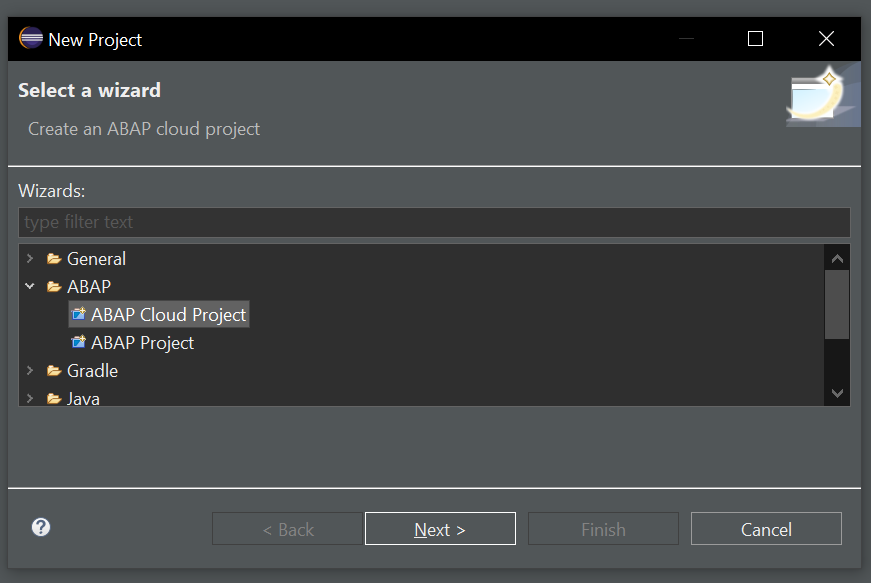 New Project
Select a wizard
Create an ABAP cloud project
Wizards:
type filter text
General
ABAP
ABAP Cloud Project
ABAP Project
Gradle
Java
?
< Back
Next >
Finish
Cancel